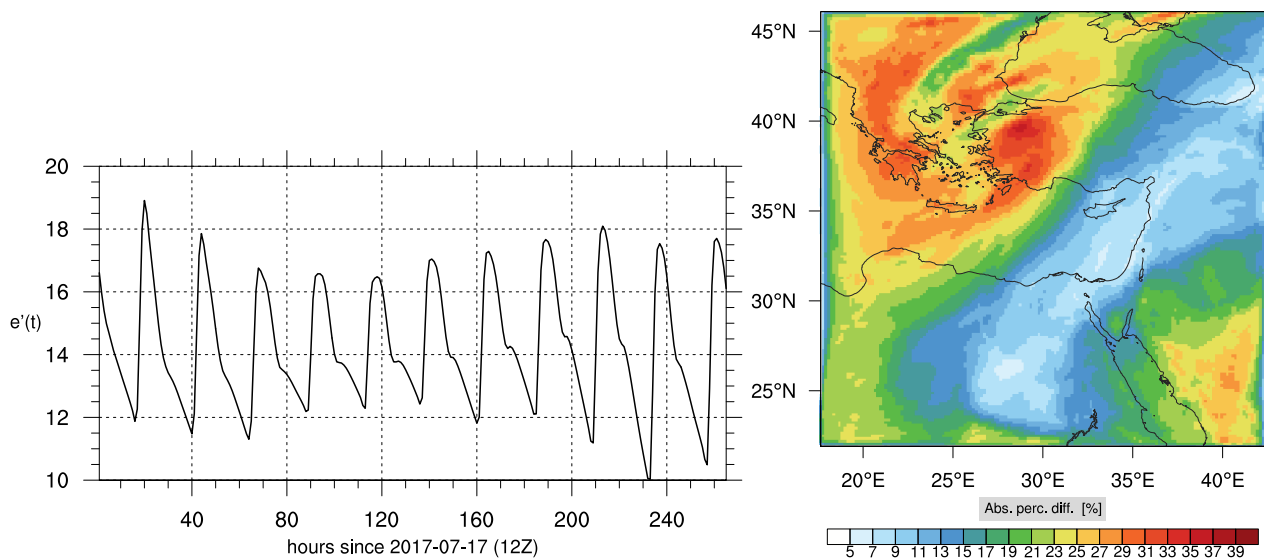 20
18
16
14
12
10
e'(t)
40 80 120 160 200 240
hours since 2017-07-17 (12Z)
45°N
40°N
35°N
30°N
25°N
20°E 25°E 30°E 35°E 40°E
Abs. perc. diff. [%]
5 7 9 11 13 15 17 19 21 23 25 27 29 31 33 35 37 39